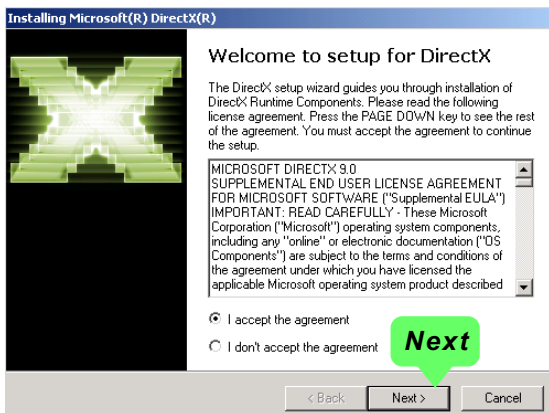 Installing Microsoft(R) DirectX(R)
Welcome to setup for DirectX
The DirectX setup wizard guides you through installation of
DirectX Runtime Components. Please read the following
license agreement. Press the PAGE DOWN key to see the rest
of the agreement. You must accept the agreement to continue
the setup.
MICROSOFT DIRECTX 9.0
SUPPLEMENTAL END USER LICENSE AGREEMENT
FOR MICROSOFT SOFTWARE ("Supplemental EULA")
IMPORTANT: READ CAREFULLY - These Microsoft
Corporation ("Microsoft") operating system components,
including any "online" or electronic documentation ("OS
Components") are subject to the terms and conditions of
the agreement under which you have licensed the
applicable Microsoft operating system product described
I accept the agreement
I don't accept the agreement
Next
< Back
Next >
Cancel